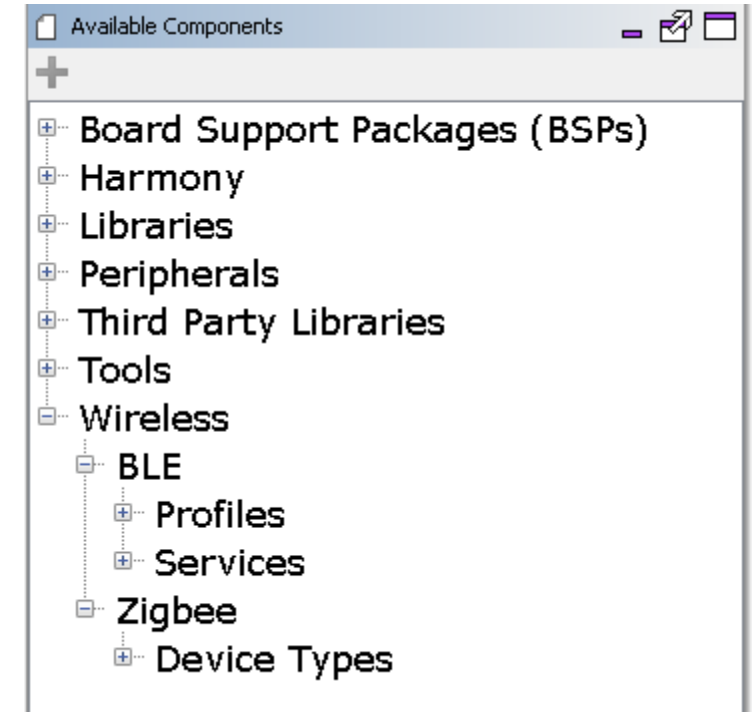 Available Components
Board Support Packages (BSPs)
Harmony
Libraries
Peripherals
Third Party Libraries
Tools
Wireless
BLE
Profiles
Services
Zigbee
Device Types